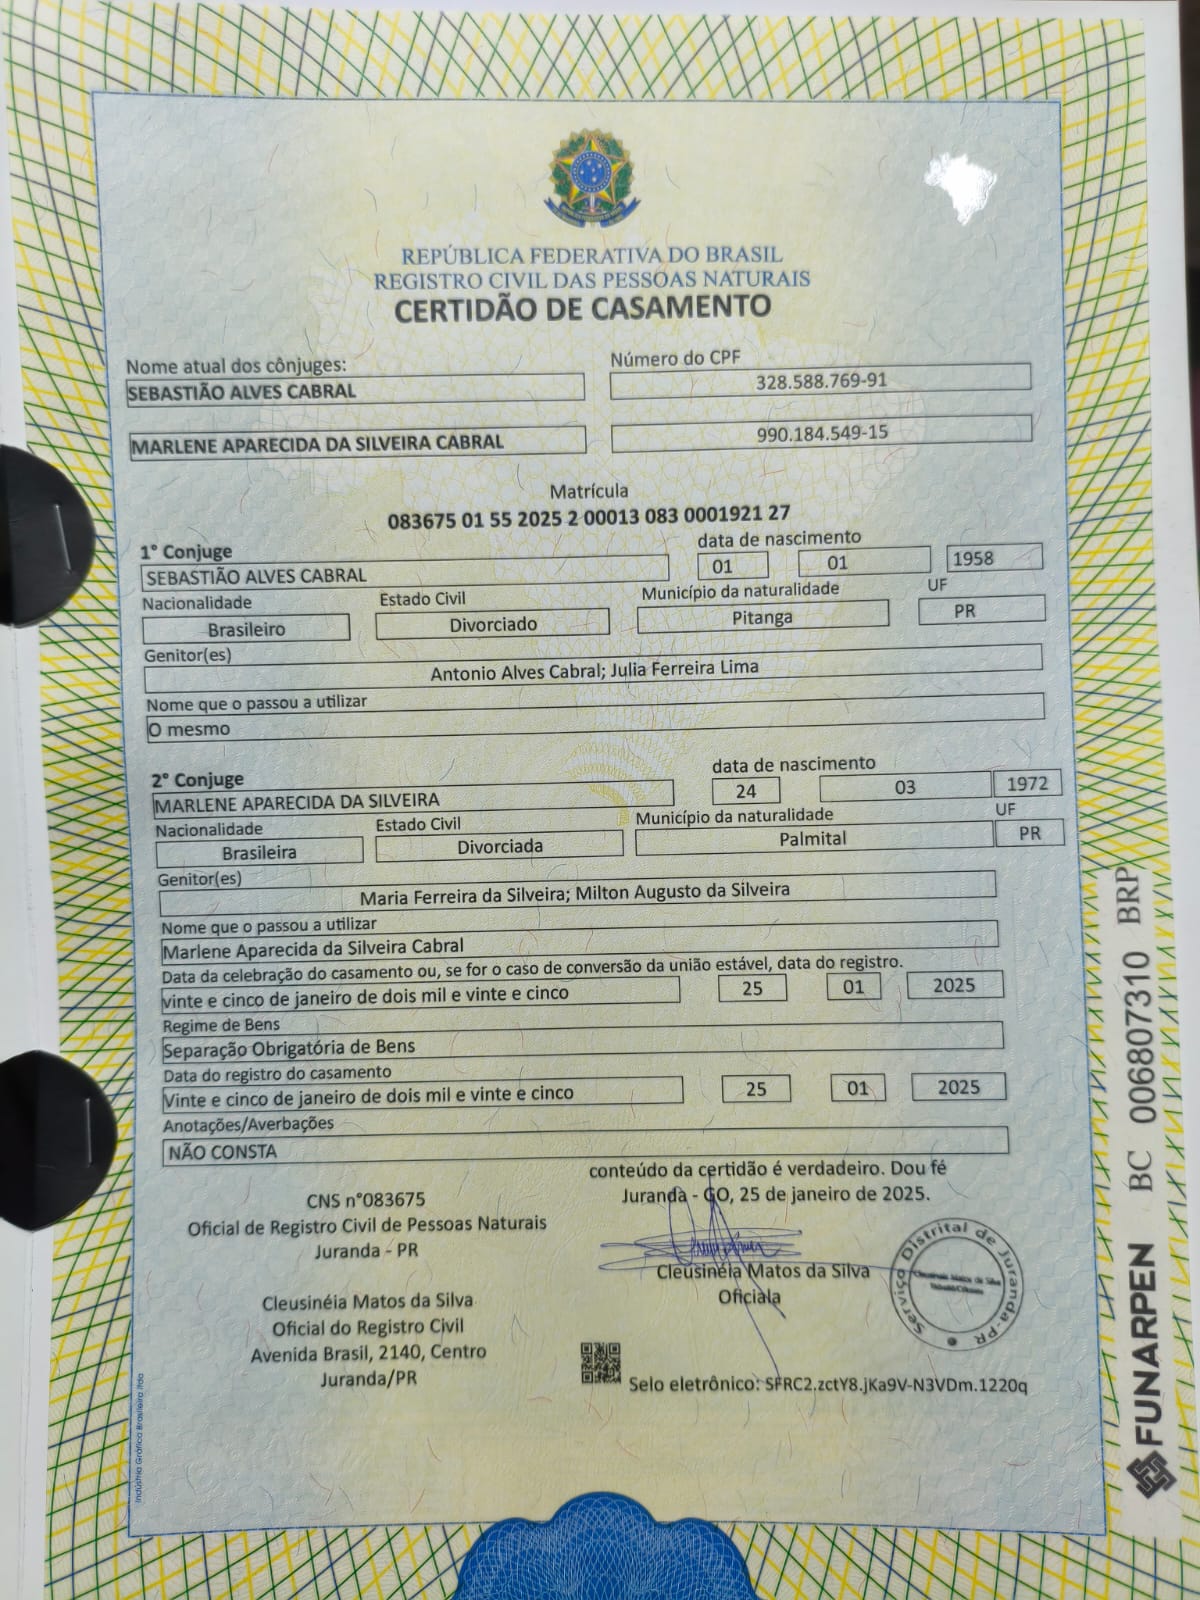 REPÚBLICA FEDERATIVA DO BRASIL
REGISTRO CIVIL DAS PESSOAS NATURAIS
CERTIDÃO DE CASAMENTO
Nome atual dos cônjuges: Número do CPF
SEBASTIÃO ALVES CABRAL 328.588.769-91
MARLENE APARECIDA DA SILVEIRA CABRAL 990.184.549-15
Matrícula
083675 01 55 2025 2 00013 083 0001921 27
1° Conjuge data de nascimento
SEBASTIÃO ALVES CABRAL 01 01 1958
Nacionalidade Estado Civil Município da naturalidade UF
Brasileiro Divorciado Pitanga PR
Genitor(es)
Antonio Alves Cabral; Julia Ferreira Lima
Nome que o passou a utilizar
O mesmo
2° Conjuge data de nascimento
MARLENE APARECIDA DA SILVEIRA 24 03 1972
Nacionalidade Estado Civil Município da naturalidade UF
Brasileira Divorciada Palmital PR
Genitor(es)
Maria Ferreira da Silveira; Milton Augusto da Silveira
Nome que o passou a utilizar
Marlene Aparecida da Silveira Cabral
Data da celebração do casamento ou, se for o caso de conversão da união estável, data do registro.
vinte e cinco de janeiro de dois mil e vinte e cinco 25 01 2025
Regime de Bens
Separação Obrigatória de Bens
Data do registro do casamento
Vinte e cinco de janeiro de dois mil e vinte e cinco 25 01 2025
Anotações/Averbações
NÃO CONSTA
conteúdo da certidão é verdadeiro. Dou fé
Juranda - GO, 25 de janeiro de 2025.
Cleusinéia Matos da Silva
Oficiala
CNS n°083675
Oficial de Registro Civil de Pessoas Naturais
Juranda - PR
Cleusinéia Matos da Silva
Oficial do Registro Civil
Avenida Brasil, 2140, Centro
Juranda/PR
Serviço Distrital de Juranda-PR
Cleusinéia Matos da Silva
Selo eletrônico: SFRC2.zctY8.jKa9V-N3VDm.1220q
Indústria Gráfica Brasileira ltda
FUNARPEN BC 006807310 BRP